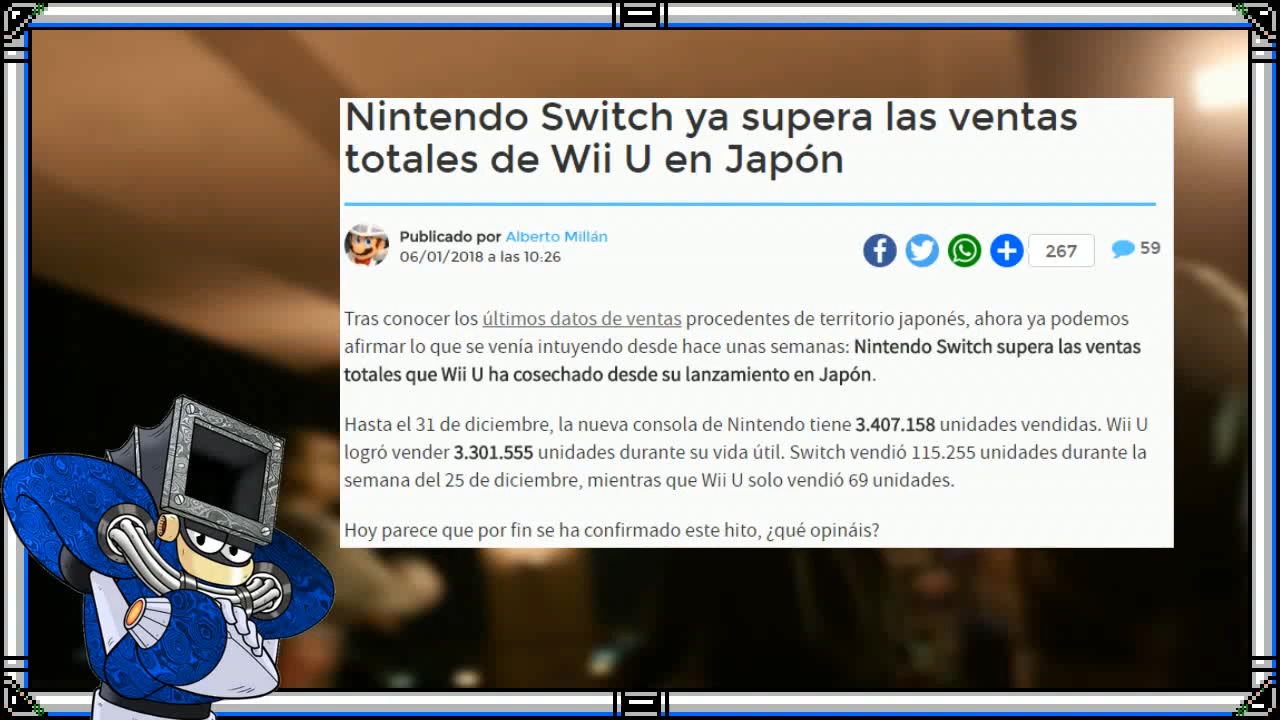 Nintendo Switch ya supera las ventas
totales de Wii U en Japón
Publicado por Alberto Millán
06/01/2018 a las 10:26
267
59
Tras conocer los últimos datos de ventas procedentes de territorio japonés, ahora ya podemos
afirmar lo que se venía intuyendo desde hace unas semanas: Nintendo Switch supera las ventas
totales que Wii U ha cosechado desde su lanzamiento en Japón.
Hasta el 31 de diciembre, la nueva consola de Nintendo tiene 3.407.158 unidades vendidas. Wii U
logró vender 3.301.555 unidades durante su vida útil. Switch vendió 115.255 unidades durante la
semana del 25 de diciembre, mientras que Wii U solo vendió 69 unidades.
Hoy parece que por fin se ha confirmado este hito, ¿qué opináis?